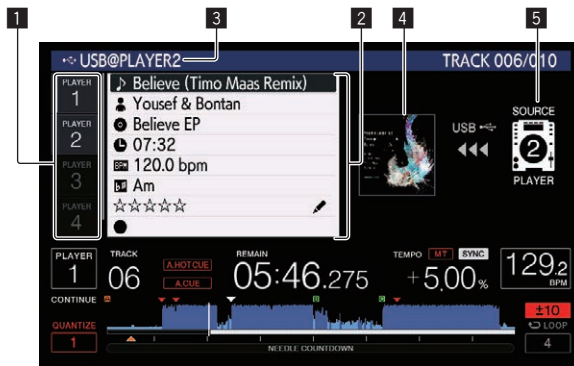 1
3
2
4
5
USB@PLAYER2
TRACK 006/010
PLAYER
1
PLAYER
2
PLAYER
3
PLAYER
4
Believe (Timo Maas Remix)
Yousef & Bontan
Believe EP
07:32
BPM 120.0 bpm
Am
USB
SOURCE
2
PLAYER
PLAYER
1
TRACK
06
A.HOT CUE
A.CUE
REMAIN
05:46.275
TEMPO MT SYNC
+5.00%
129.2
BPM
CONTINUE
QUANTIZE
1
NEEDLE COUNTDOWN
±10
LOOP
4